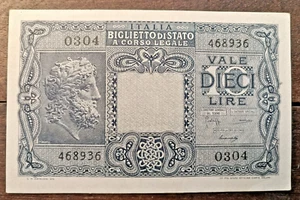 ITALIA
BIGLIETTO DI STATO
A CORSO LEGALE
0304 468936
VALE
DIECI
LIRE
468936 0304